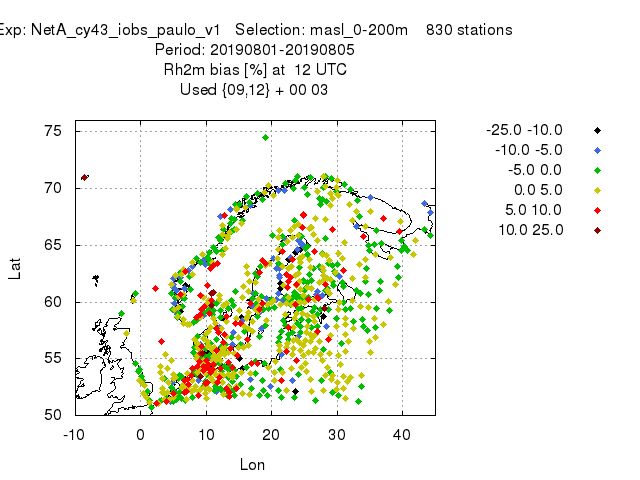 Exp: NetA_cy43_iobs_paulo_v1 Selection: masl_0-200m 830 stations
Period: 20190801-20190805
Rh2m bias [%] at 12 UTC
Used {09,12} + 00 03
-25.0 -10.0
-10.0 -5.0
-5.0 0.0
0.0 5.0
5.0 10.0
10.0 25.0
75
70
65
60
55
50
Lat
-10 0 10 20 30 40
Lon